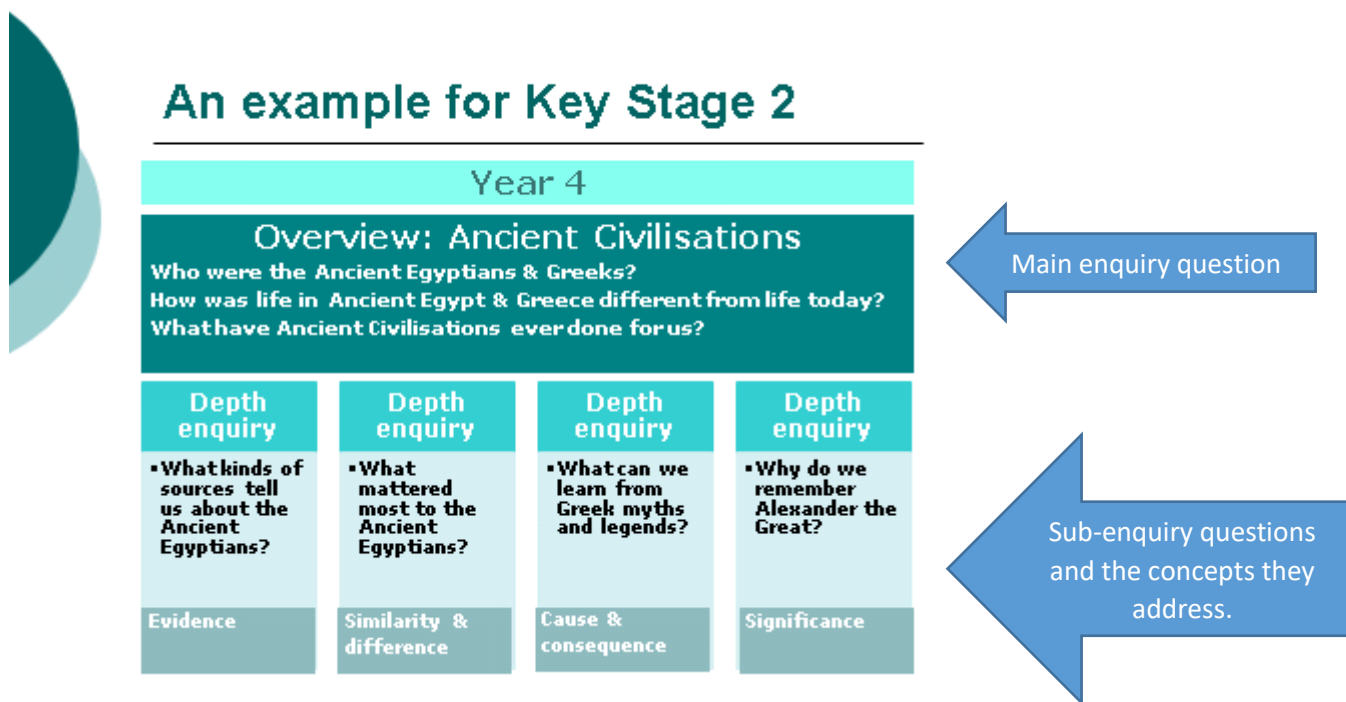 An example for Key Stage 2
Year 4
Overview: Ancient Civilisations
Who were the Ancient Egyptians & Greeks?
How was life in Ancient Egypt & Greece different from life today?
What have Ancient Civilisations ever done for us?
Main enquiry question
Depth
enquiry
▪What kinds of
sources tell
us about the
Ancient
Egyptians?
Evidence
Depth
enquiry
▪What
mattered
most to the
Ancient
Egyptians?
Similarity &
difference
Depth
enquiry
▪What can we
learn from
Greek myths
and legends?
Cause &
consequence
Depth
enquiry
▪Why do we
remember
Alexander the
Great?
Significance
Sub-enquiry questions
and the concepts they
address.